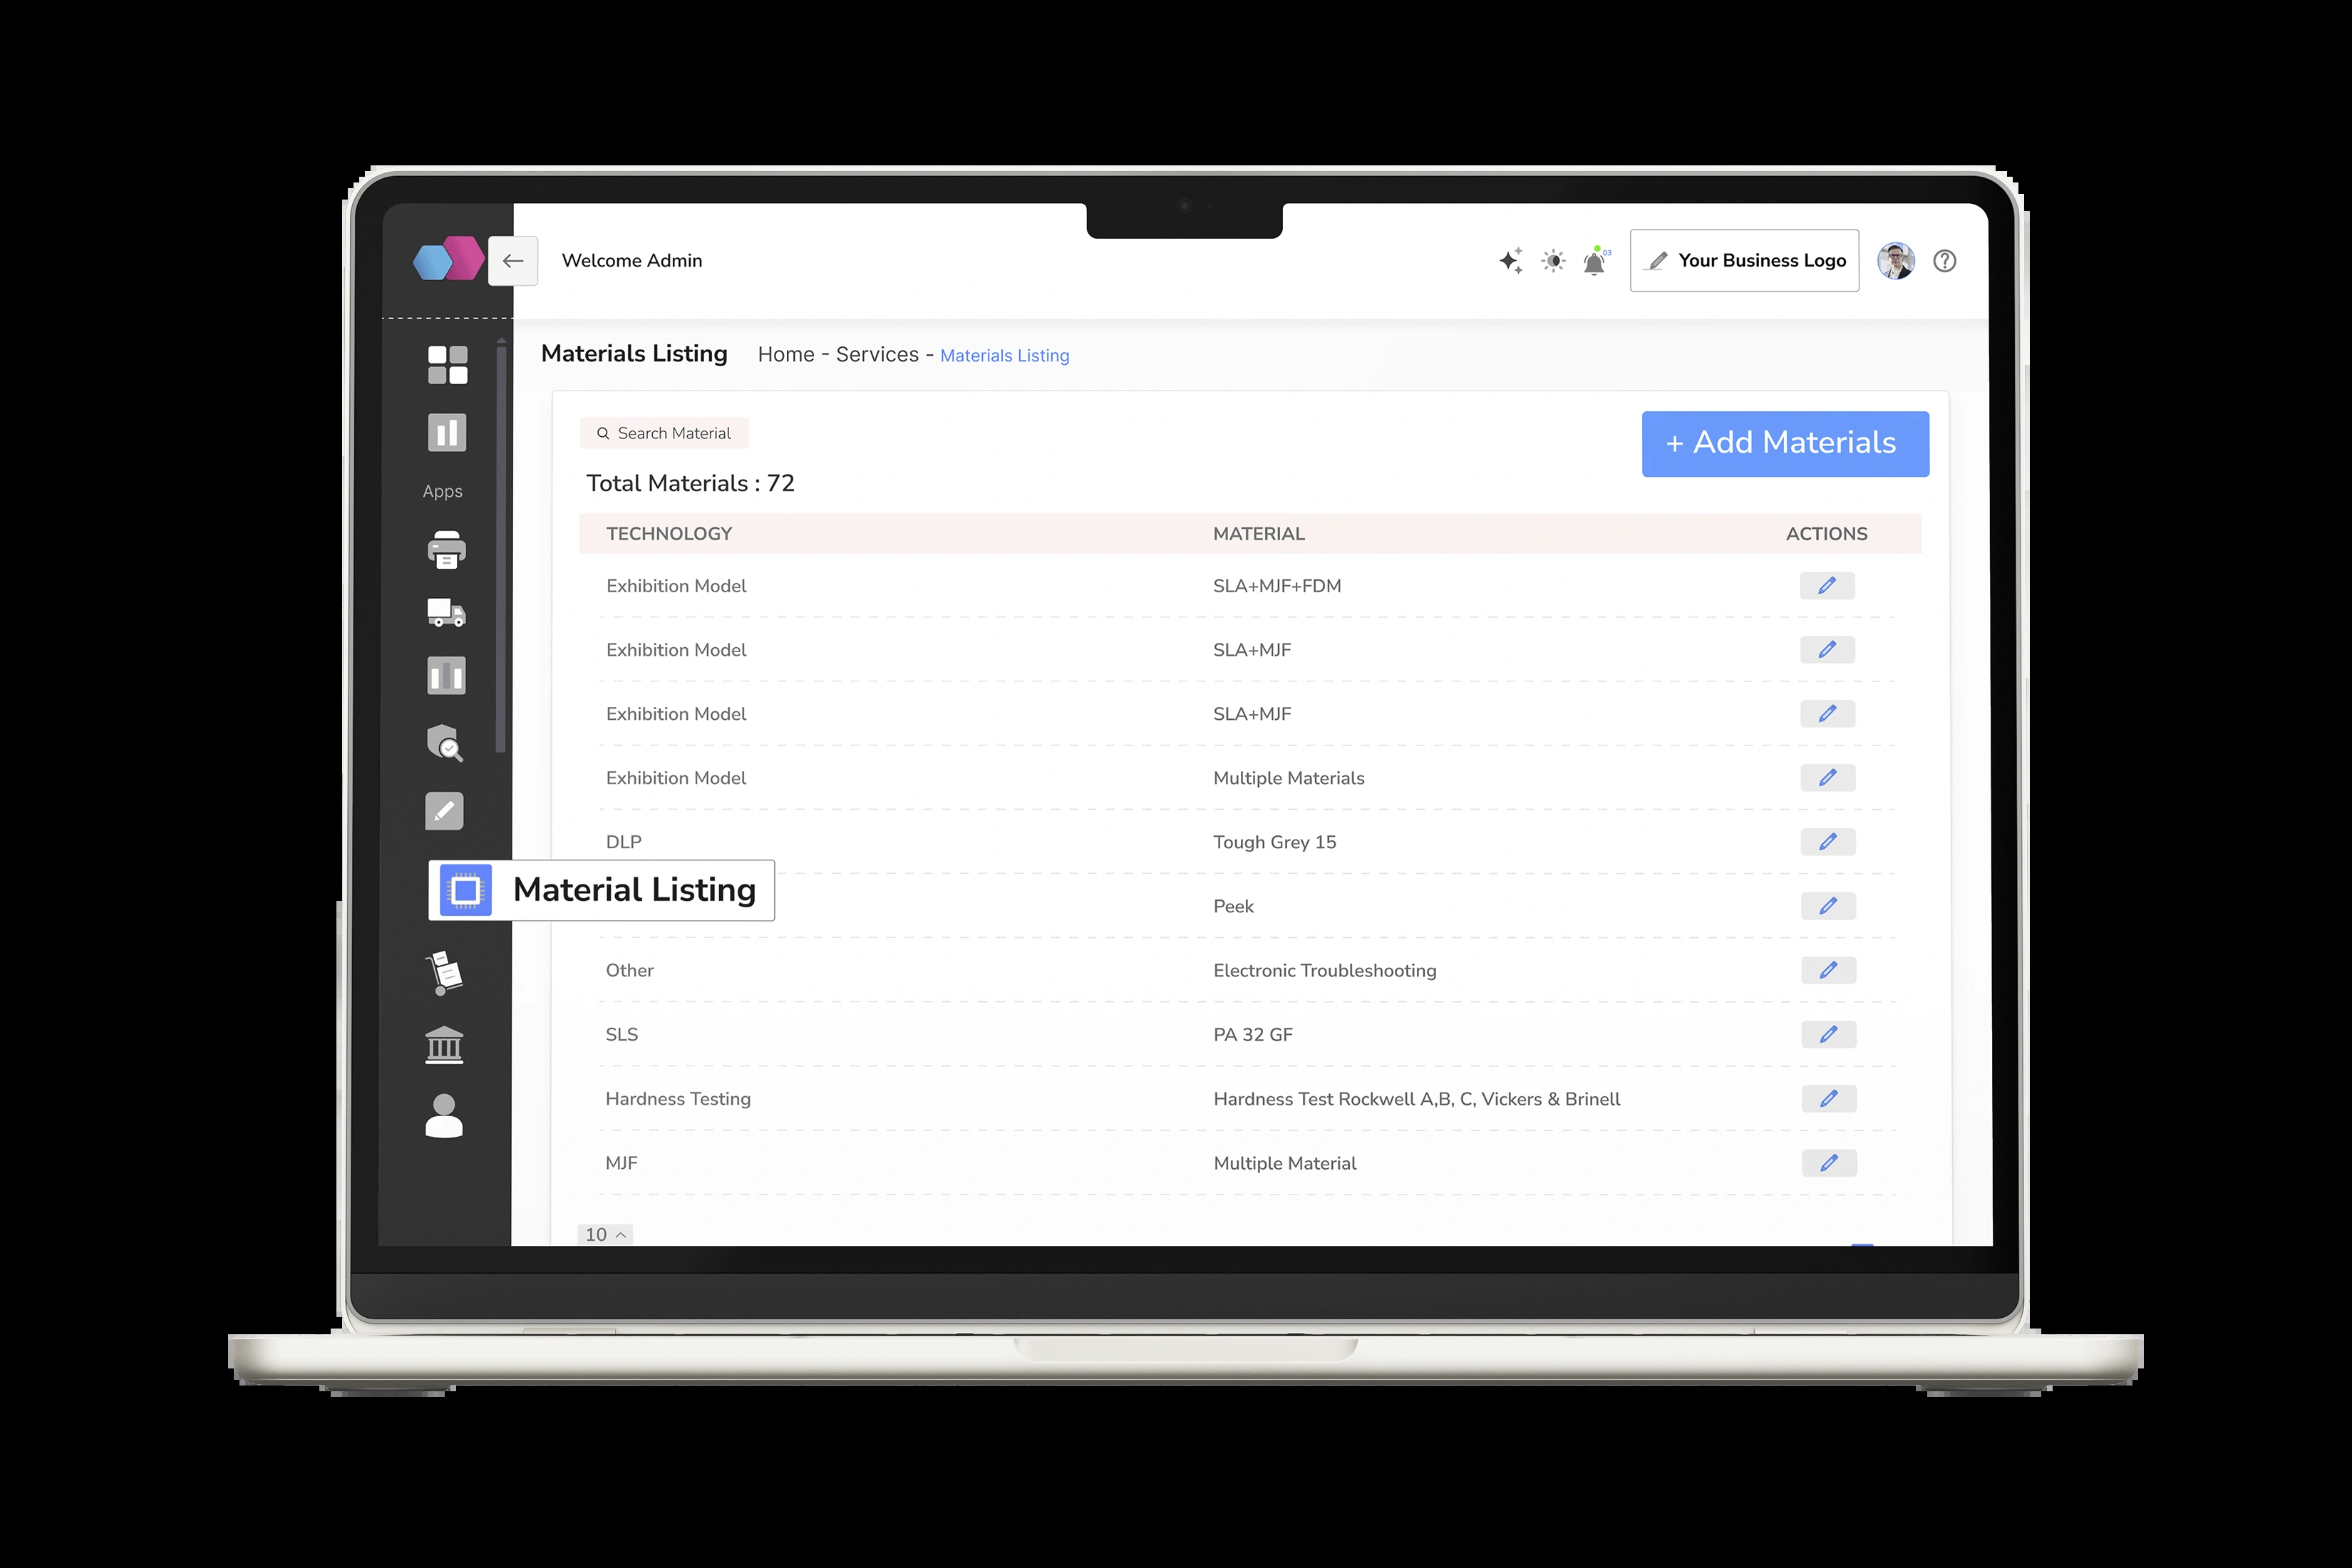 Welcome Admin
03
Your Business Logo
Materials Listing Home - Services - Materials Listing
Search Material
+ Add Materials
Total Materials : 72
Apps
TECHNOLOGY MATERIAL ACTIONS
Exhibition Model SLA+MJF+FDM
Exhibition Model SLA+MJF
Exhibition Model SLA+MJF
Exhibition Model Multiple Materials
DLP Tough Grey 15
Material Listing
Peek
Other Electronic Troubleshooting
SLS PA 32 GF
Hardness Testing Hardness Test Rockwell A,B, C, Vickers & Brinell
MJF Multiple Material
10